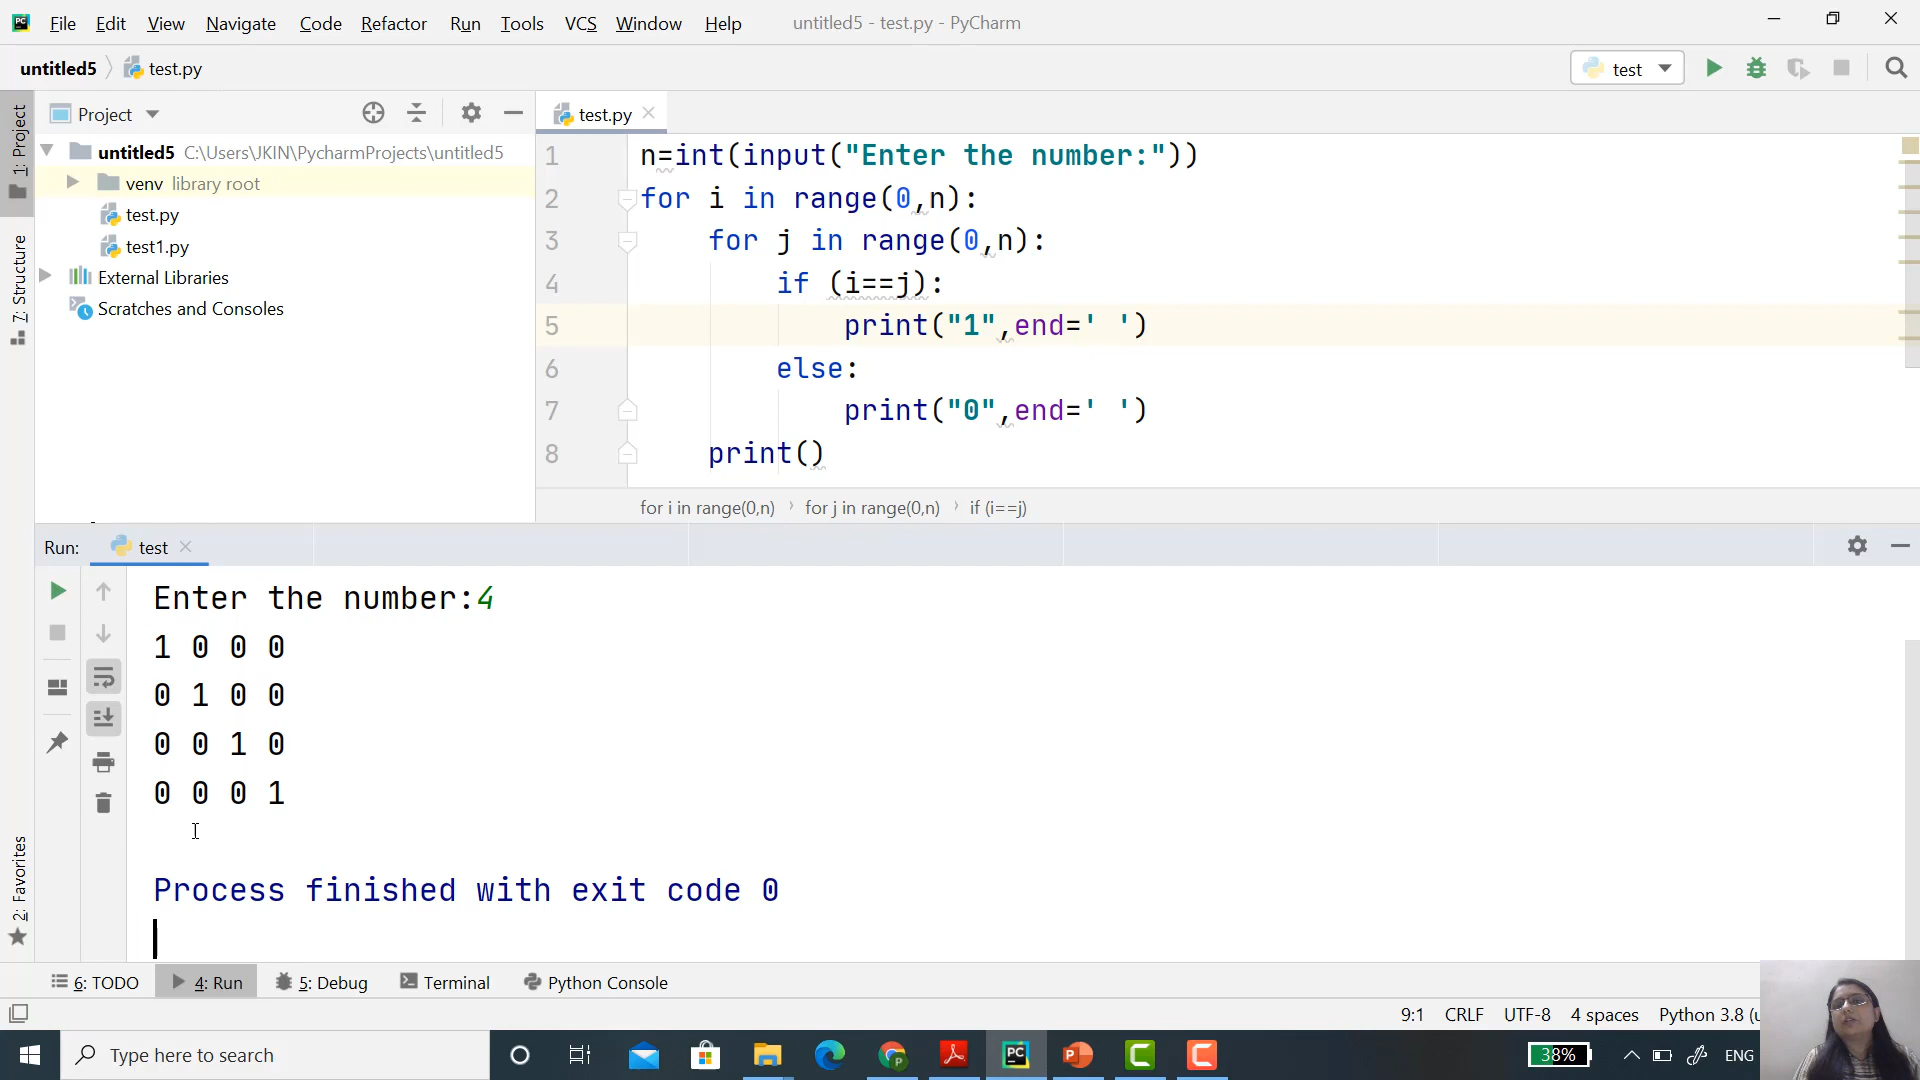 File Edit View Navigate Code Refactor Run Tools VCS Window Help untitled5 - test.py - PyCharm
untitled5 test.py test
1: Project
Project
test.py
untitled5 C:\Users\JKIN\PycharmProjects\untitled5
venv library root
test.py
test1.py
External Libraries
Scratches and Consoles
7: Structure
1 n=int(input("Enter the number:"))
2 for i in range(0,n):
3 for j in range(0,n):
4 if (i==j):
5 print("1",end=' ')
6 else:
7 print("0",end=' ')
8 print()
for i in range(0,n) for j in range(0,n) if (i==j)
Run: test
Enter the number:4
1 0 0 0
0 1 0 0
0 0 1 0
0 0 0 1
Process finished with exit code 0
2: Favorites
6: TODO 4: Run 5: Debug Terminal Python Console
9:1 CRLF UTF-8 4 spaces Python 3.8 (u
Type here to search 38% ENG